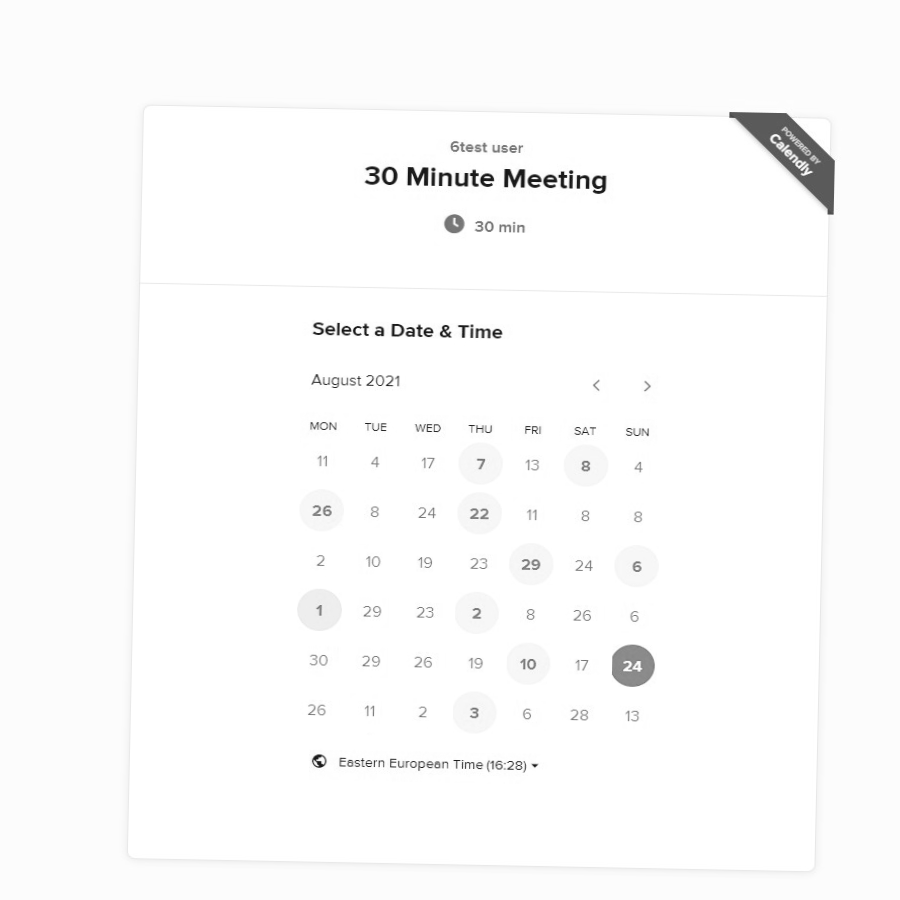 POWERED BY
Calendly
6test user
30 Minute Meeting
30 min
Select a Date & Time
August 2021
MON TUE WED THU FRI SAT SUN
11 4 17 7 13 8 4
26 8 24 22 11 8 8
2 10 19 23 29 24 6
1 29 23 2 8 26 6
30 29 26 19 10 17 24
26 11 2 3 6 28 13
Eastern European Time (16:28)